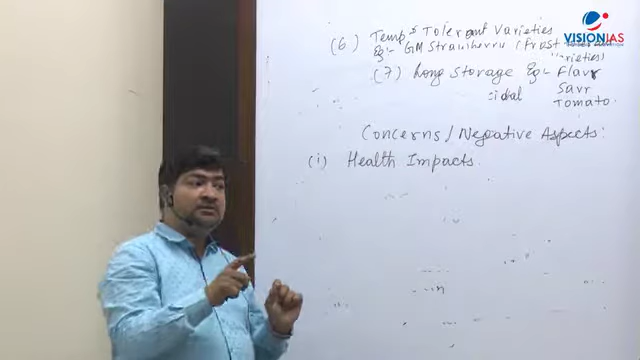 VISIONIAS
(6) Temp Tolerant Varieties
Eg:- GM Strawberry (Frost
Varieties)
(7) Long Storage Eg:- Flavr
Savr
Tomato.
Concerns/Negative Aspects:
(i) Health Impacts.